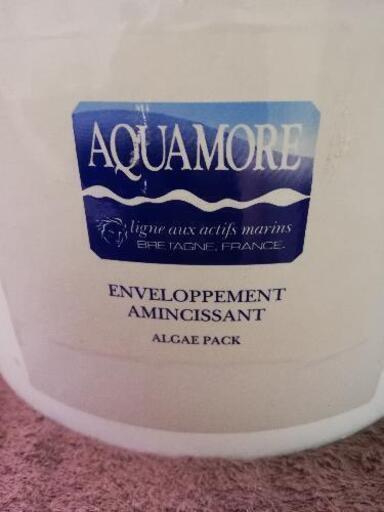 AQUAMORE
ligne aux actifs marins
BRETAGNE, FRANCE.
ENVELOPPEMENT
AMINCISSANT
ALGAE PACK